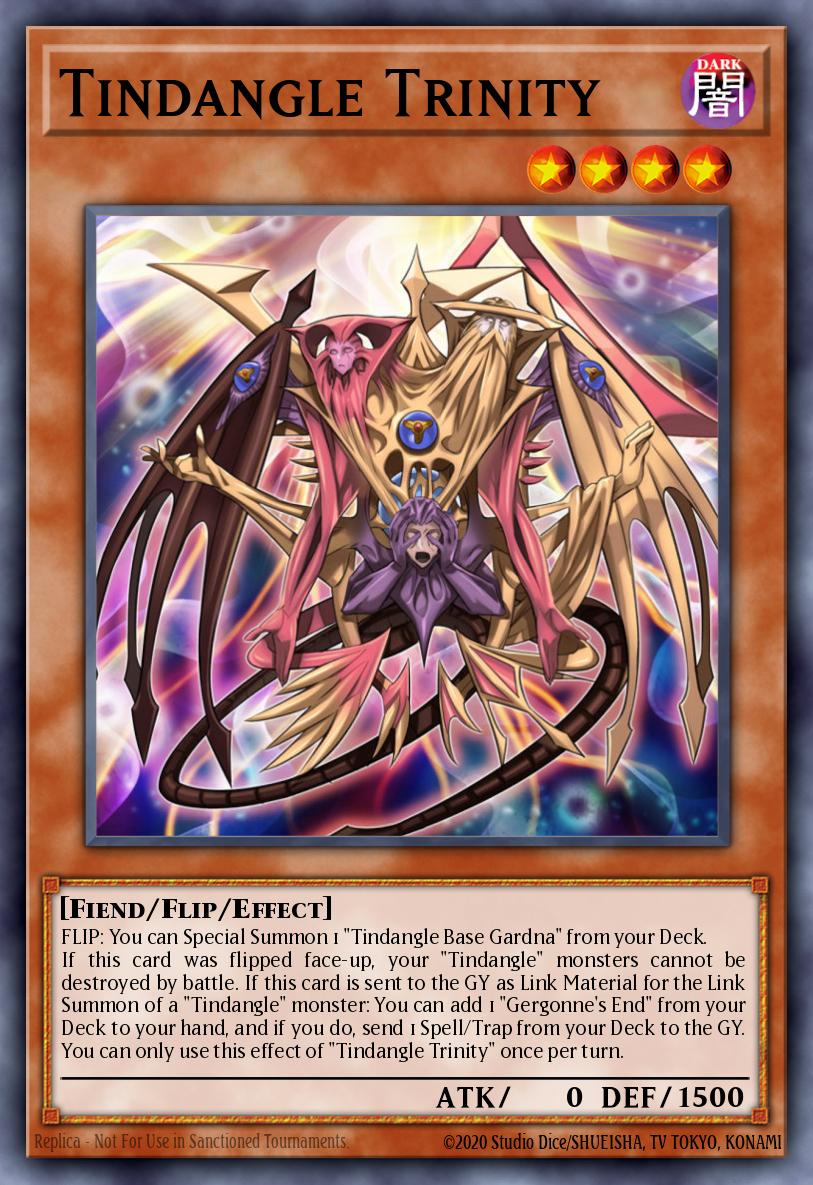 Tindangle Trinity
DARK
闇
[Fiend/Flip/Effect]
FLIP: You can Special Summon 1 "Tindangle Base Gardna" from your Deck.
If this card was flipped face-up, your "Tindangle" monsters cannot be
destroyed by battle. If this card is sent to the GY as Link Material for the Link
Summon of a "Tindangle" monster: You can add 1 "Gergonne's End" from your
Deck to your hand, and if you do, send 1 Spell/Trap from your Deck to the GY.
You can only use this effect of "Tindangle Trinity" once per turn.
ATK/ 0 DEF/1500
Replica - Not For Use in Sanctioned Tournaments.
©2020 Studio Dice/SHUEISHA, TV TOKYO, KONAMI